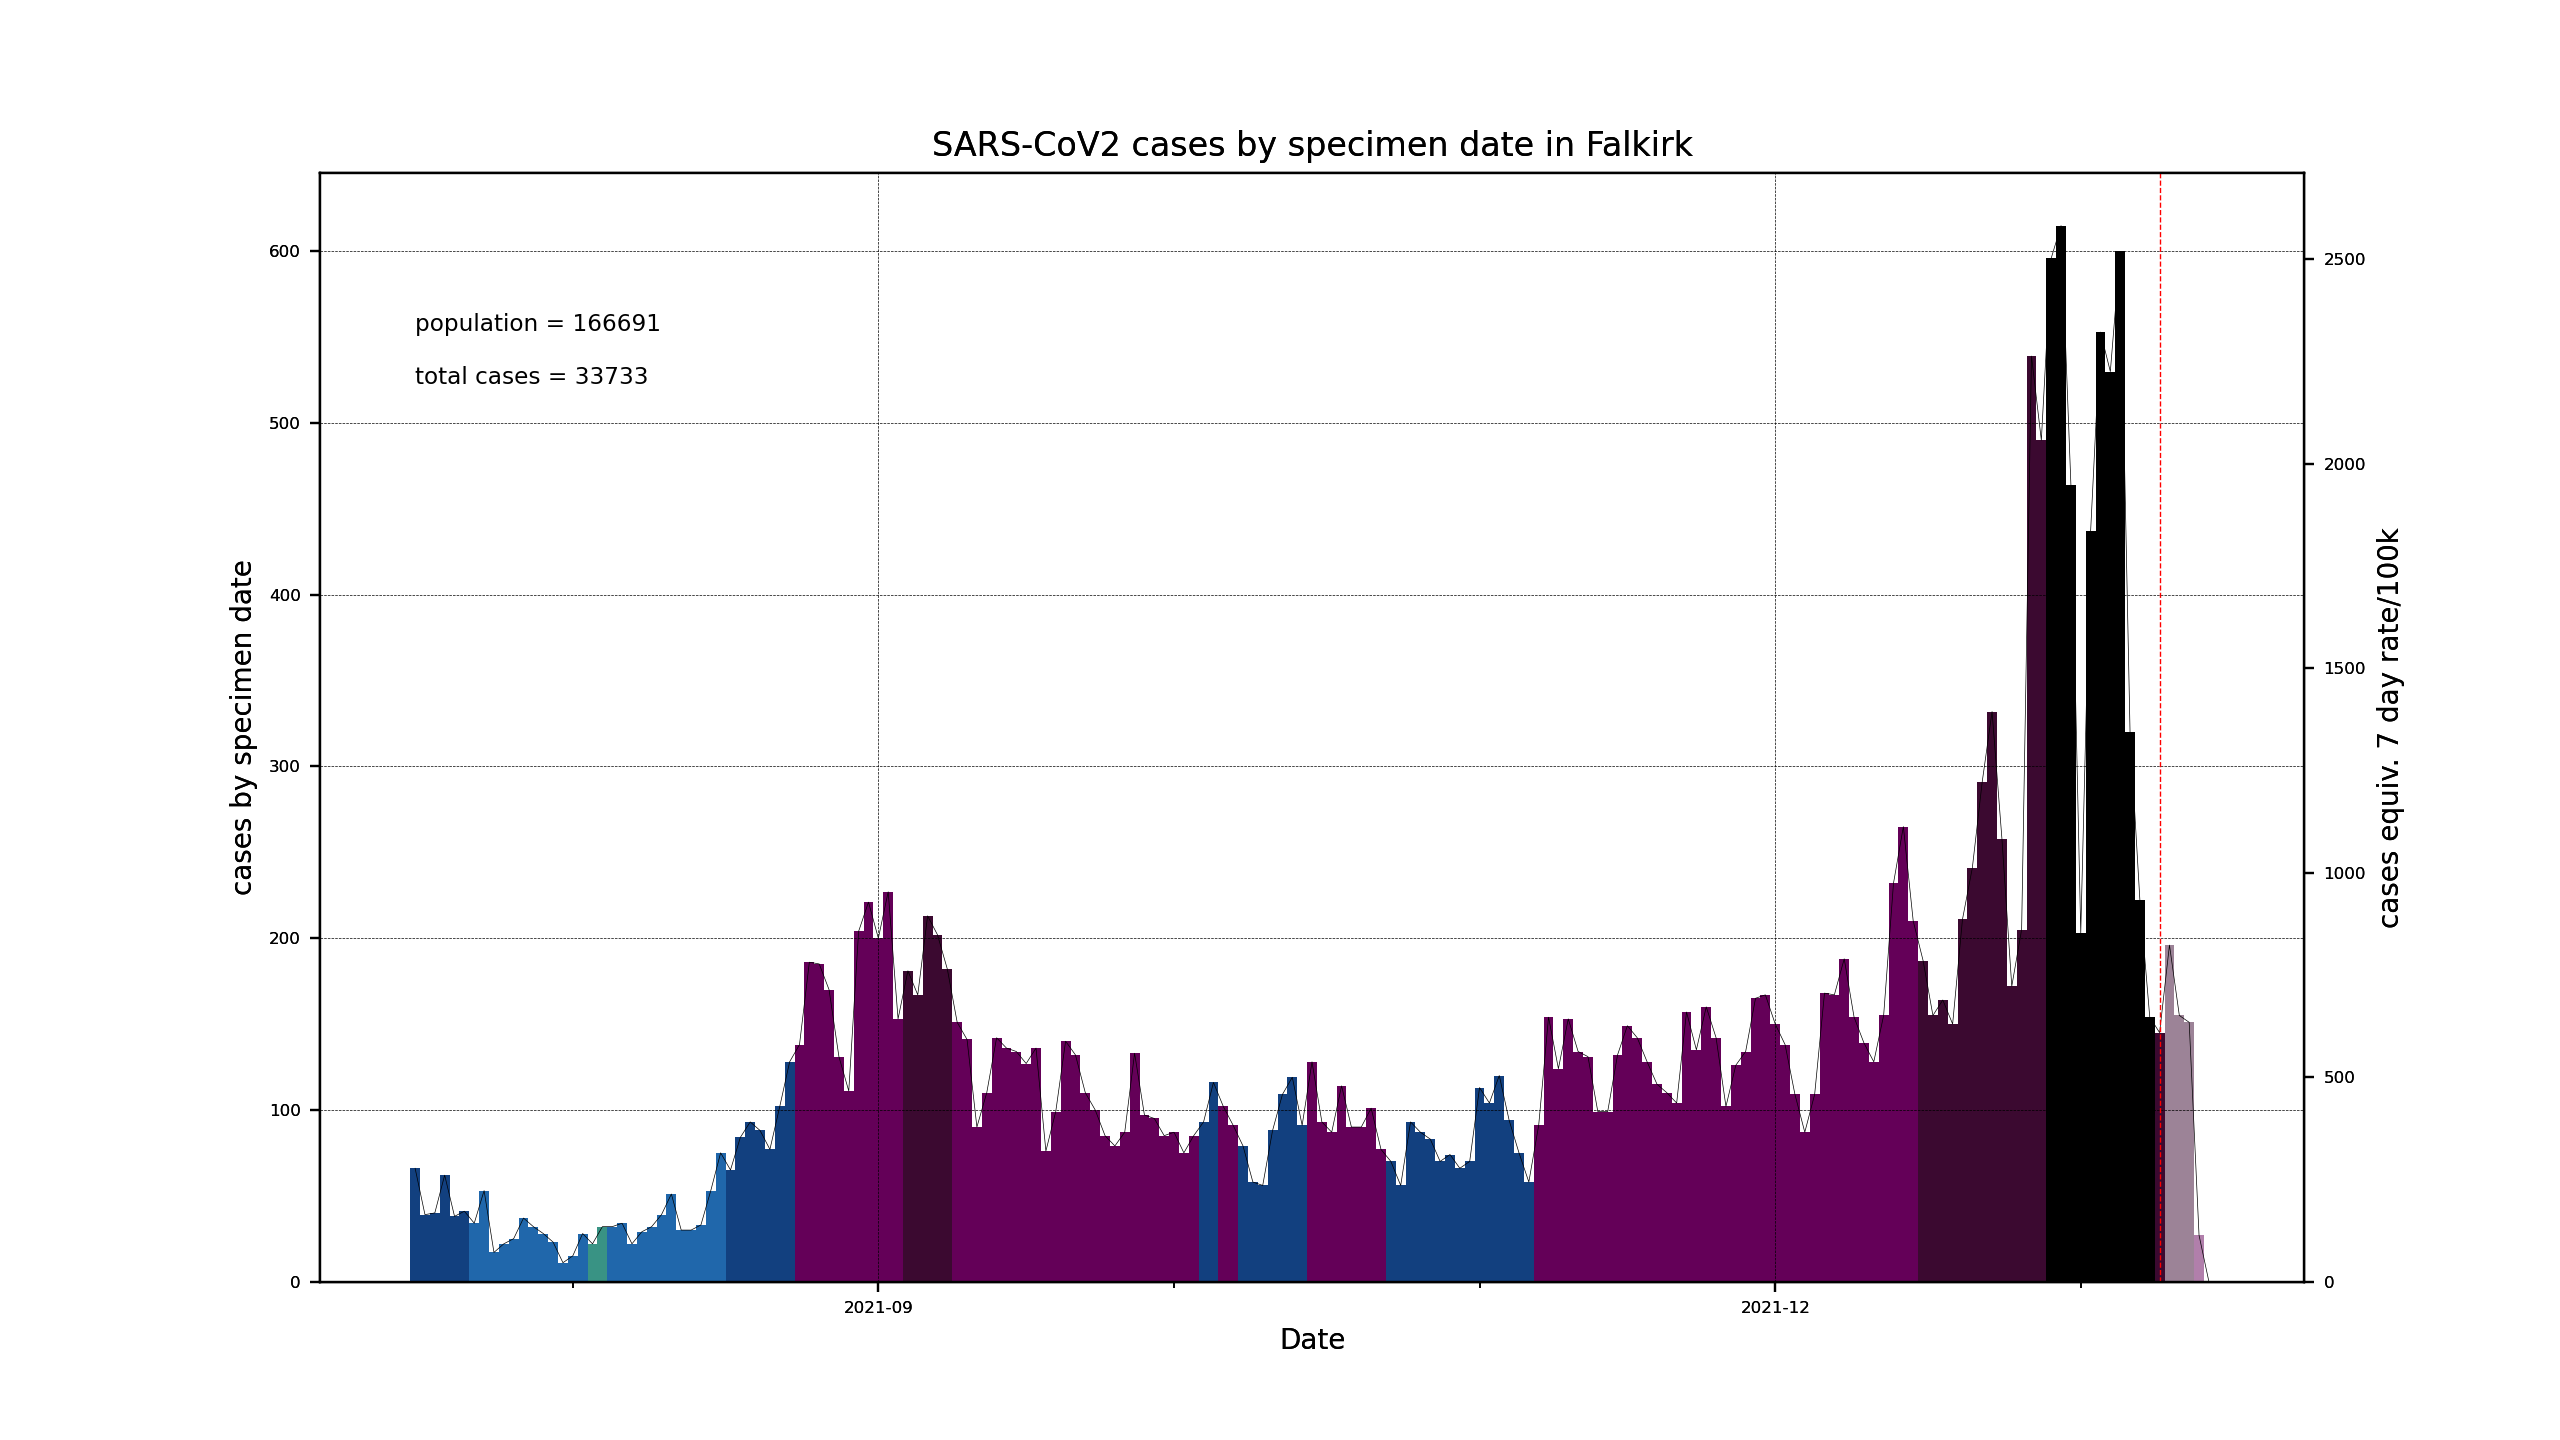 SARS-CoV2 cases by specimen date in Falkirk
population = 166691
total cases = 33733
cases by specimen date
600
500
400
300
200
100
0
2500
2000
1500
1000
500
0
cases equiv. 7 day rate/100k
2021-09
2021-12
Date